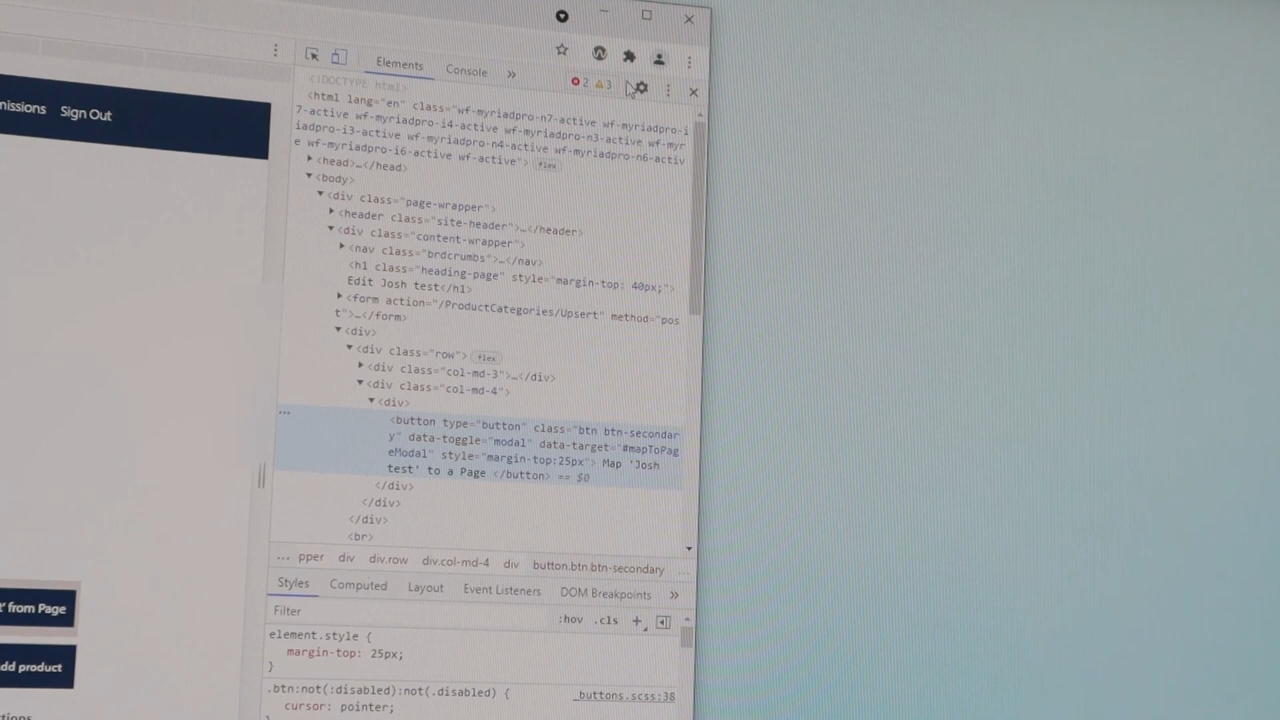 Elements Console »
2 3
<!DOCTYPE html>
<html lang="en" class="wf-myriadpro-n7-active wf-myriadpro-i
7-active wf-myriadpro-i4-active wf-myriadpro-n3-active wf-myr
iadpro-i3-active wf-myriadpro-n4-active wf-myriadpro-n6-activ
e wf-myriadpro-i6-active wf-active"> flex
<head>…</head>
<body>
<div class="page-wrapper">
<header class="site-header">…</header>
<div class="content-wrapper">
<nav class="brdcrumbs">…</nav>
<h1 class="heading-page" style="margin-top: 40px;">
Edit Josh test</h1>
<form action="/ProductCategories/Upsert" method="pos
t">…</form>
<div>
<div class="row"> flex
<div class="col-md-3">…</div>
<div class="col-md-4">
<div>
<button type="button" class="btn btn-secondar
y" data-toggle="modal" data-target="#mapToPag
eModal" style="margin-top:25px"> Map 'Josh
test' to a Page </button> == $0
</div>
</div>
</div>
<br>
… pper div div.row div.col-md-4 div button.btn.btn-secondary …
Styles Computed Layout Event Listeners DOM Breakpoints »
Filter :hov .cls +
element.style {
margin-top: 25px;
}
.btn:not(:disabled):not(.disabled) { _buttons.scss:38
cursor: pointer;
missions Sign Out
t' from Page
dd product